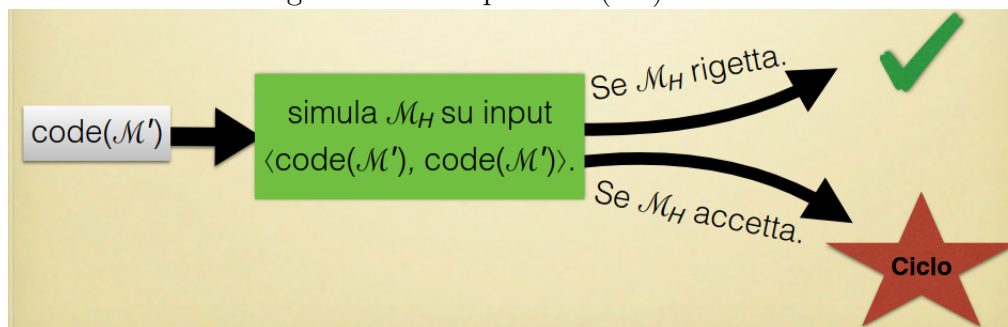 code(ℳ′)
simula ℳ_H su input
⟨code(ℳ′), code(ℳ′)⟩.
Se ℳ_H rigetta.
Se ℳ_H accetta.
Ciclo